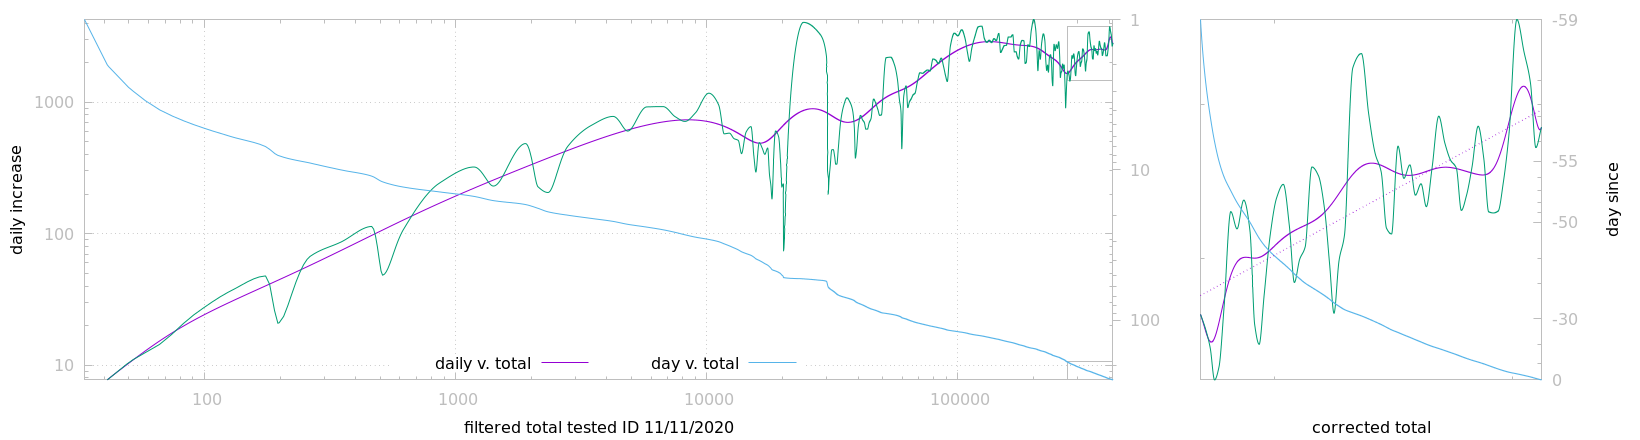 1
-59
1000
daily increase
10
-55
day since
100
-50
100
-30
10
daily v. total
day v. total
0
100
1000
10000
100000
filtered total tested ID 11/11/2020
corrected total